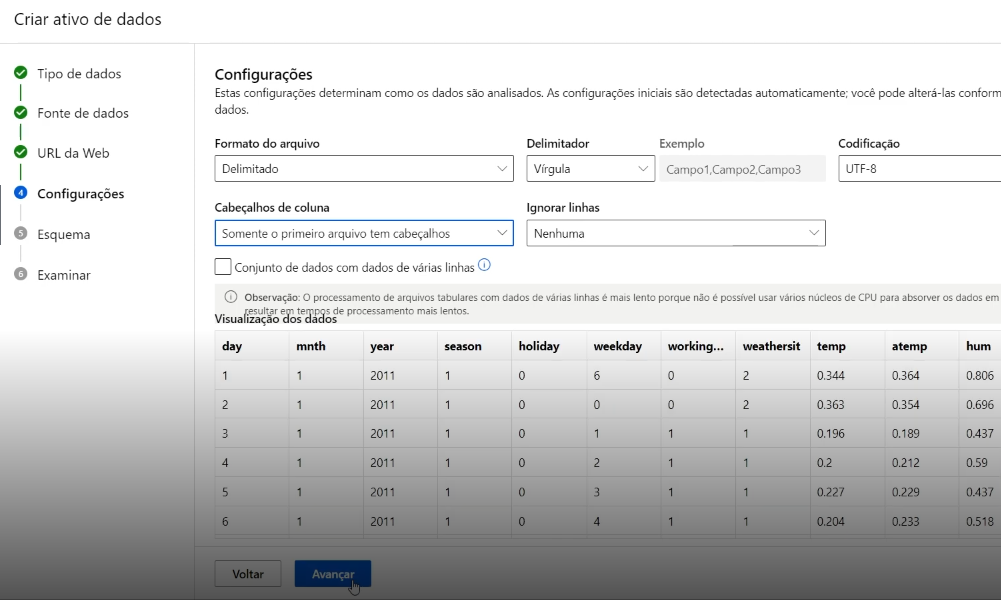 Criar ativo de dados
Tipo de dados
Fonte de dados
URL da Web
4 Configurações
5 Esquema
6 Examinar
Configurações
Estas configurações determinam como os dados são analisados. As configurações iniciais são detectadas automaticamente; você pode alterá-las conform
dados.
Formato do arquivo Delimitador Exemplo Codificação
Delimitado Vírgula Campo1,Campo2,Campo3 UTF-8
Cabeçalhos de coluna Ignorar linhas
Somente o primeiro arquivo tem cabeçalhos Nenhuma
Conjunto de dados com dados de várias linhas
Observação: O processamento de arquivos tabulares com dados de várias linhas é mais lento porque não é possível usar vários núcleos de CPU para absorver os dados em
resultar em tempos de processamento mais lentos.
Visualização dos dados
day mnth year season holiday weekday working... weathersit temp atemp hum
1 1 2011 1 0 6 0 2 0.344 0.364 0.806
2 1 2011 1 0 0 0 2 0.363 0.354 0.696
3 1 2011 1 0 1 1 1 0.196 0.189 0.437
4 1 2011 1 0 2 1 1 0.2 0.212 0.59
5 1 2011 1 0 3 1 1 0.227 0.229 0.437
6 1 2011 1 0 4 1 1 0.204 0.233 0.518
Voltar Avançar